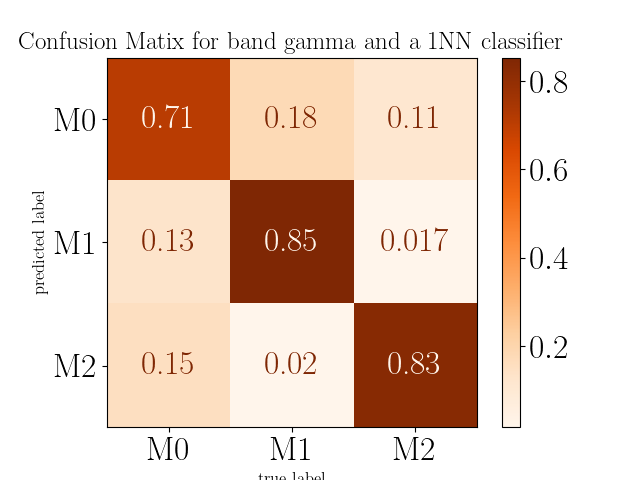 Confusion Matix for band gamma and a 1NN classifier
M0 0.71 0.18 0.11
M1 0.13 0.85 0.017
M2 0.15 0.02 0.83
M0 M1 M2
true label
predicted label
0.8
0.6
0.4
0.2